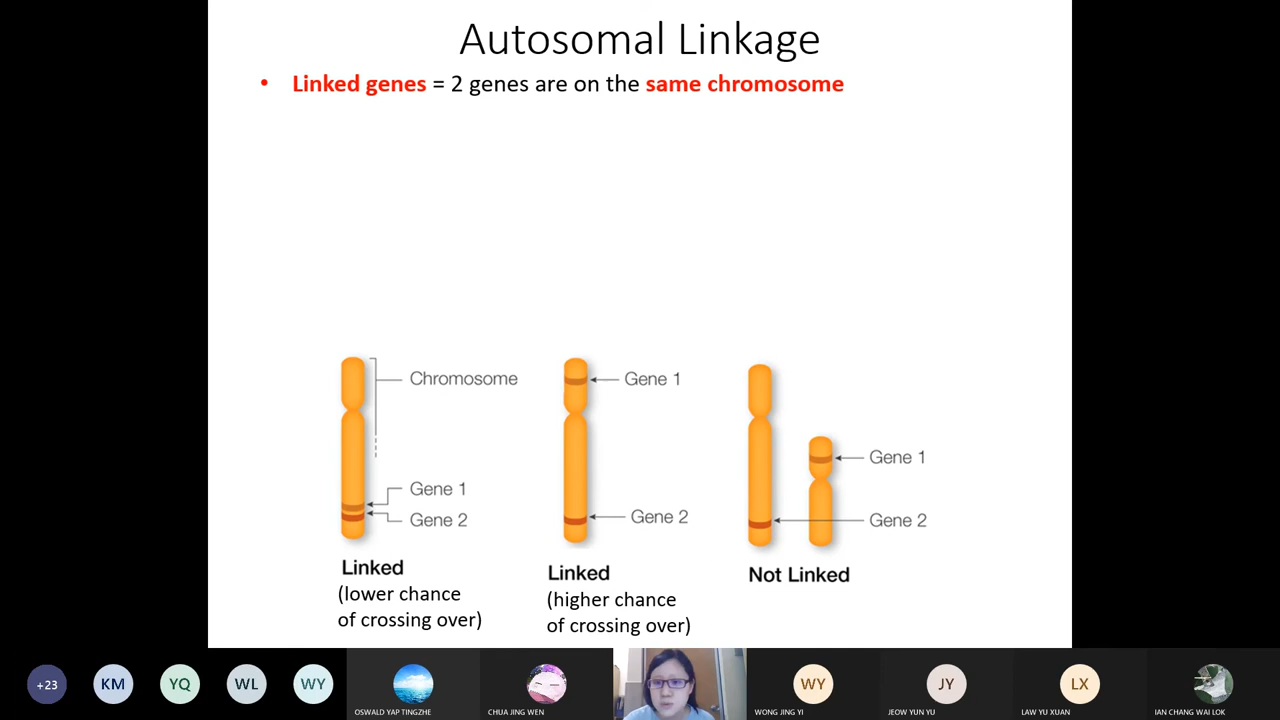 Autosomal Linkage
• Linked genes = 2 genes are on the same chromosome
Chromosome
Gene 1
Gene 2
Linked
(lower chance
of crossing over)
Gene 1
Gene 2
Linked
(higher chance
of crossing over)
Gene 1
Gene 2
Not Linked
+23
KM
YQ
WL
WY
OSWALD YAP TINGZHE
CHUA JING WEN
WY
WONG JING YI
JY
JEOW YUN YU
LX
LAW YU XUAN
IAN CHANG WAI LOK